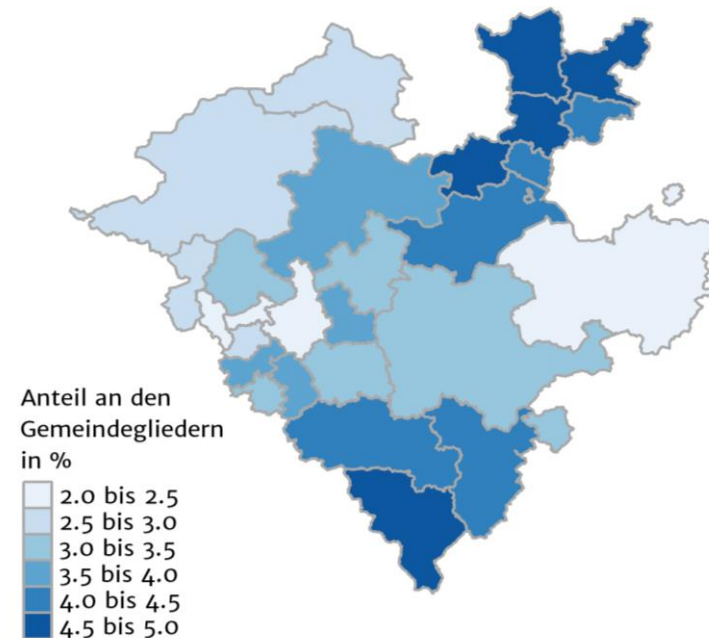 Anteil an den
Gemeindegliedern
in %
2.0 bis 2.5
2.5 bis 3.0
3.0 bis 3.5
3.5 bis 4.0
4.0 bis 4.5
4.5 bis 5.0